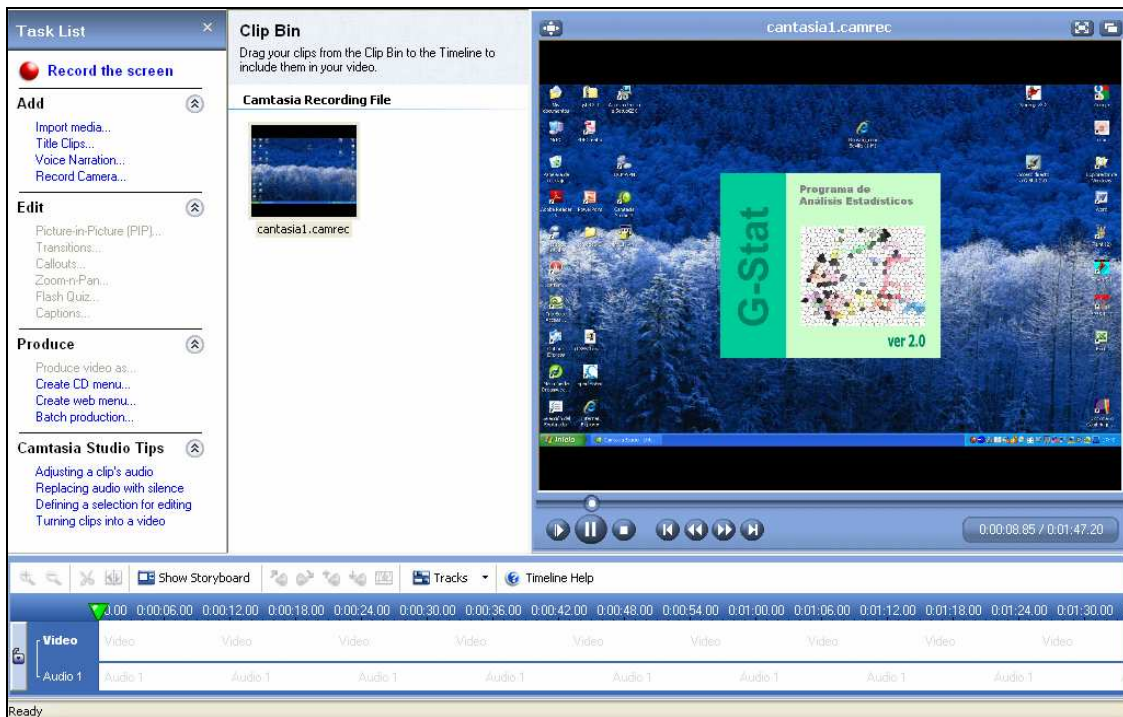 Task List
Record the screen
Add
Import media...
Title Clips...
Voice Narration...
Record Camera...
Edit
Picture-in-Picture (PIP)...
Transitions...
Callouts...
Zoom-n-Pan...
Flash Quiz...
Captions...
Produce
Produce video as...
Create CD menu...
Create web menu...
Batch production...
Camtasia Studio Tips
Adjusting a clip's audio
Replacing audio with silence
Defining a selection for editing
Turning clips into a video
Clip Bin
Drag your clips from the Clip Bin to the Timeline to
include them in your video.
Camtasia Recording File
cantasia1.camrec
cantasia1.camrec
Adobe Reader
G-Stat
Programa de
Análisis Estadísticos
ver 2.0
Inicio
0:00:08.85 / 0:01:47.20
Show Storyboard
Tracks
Timeline Help
0:00:06.00 0:00:12.00 0:00:18.00 0:00:24.00 0:00:30.00 0:00:36.00 0:00:42.00 0:00:48.00 0:00:54.00 0:01:00.00 0:01:06.00 0:01:12.00 0:01:18.00 0:01:24.00 0:01:30.00
Video Video Video Video Video Video Video Video Video Video
Audio 1 Audio 1 Audio 1 Audio 1 Audio 1 Audio 1 Audio 1 Audio 1 Audio 1
Ready